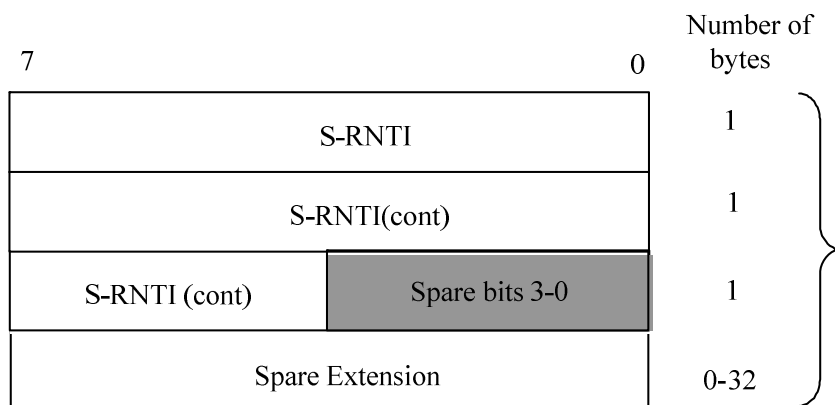 Number of
bytes
7 0
S-RNTI 1
S-RNTI(cont) 1
S-RNTI (cont) Spare bits 3-0 1
Spare Extension 0-32